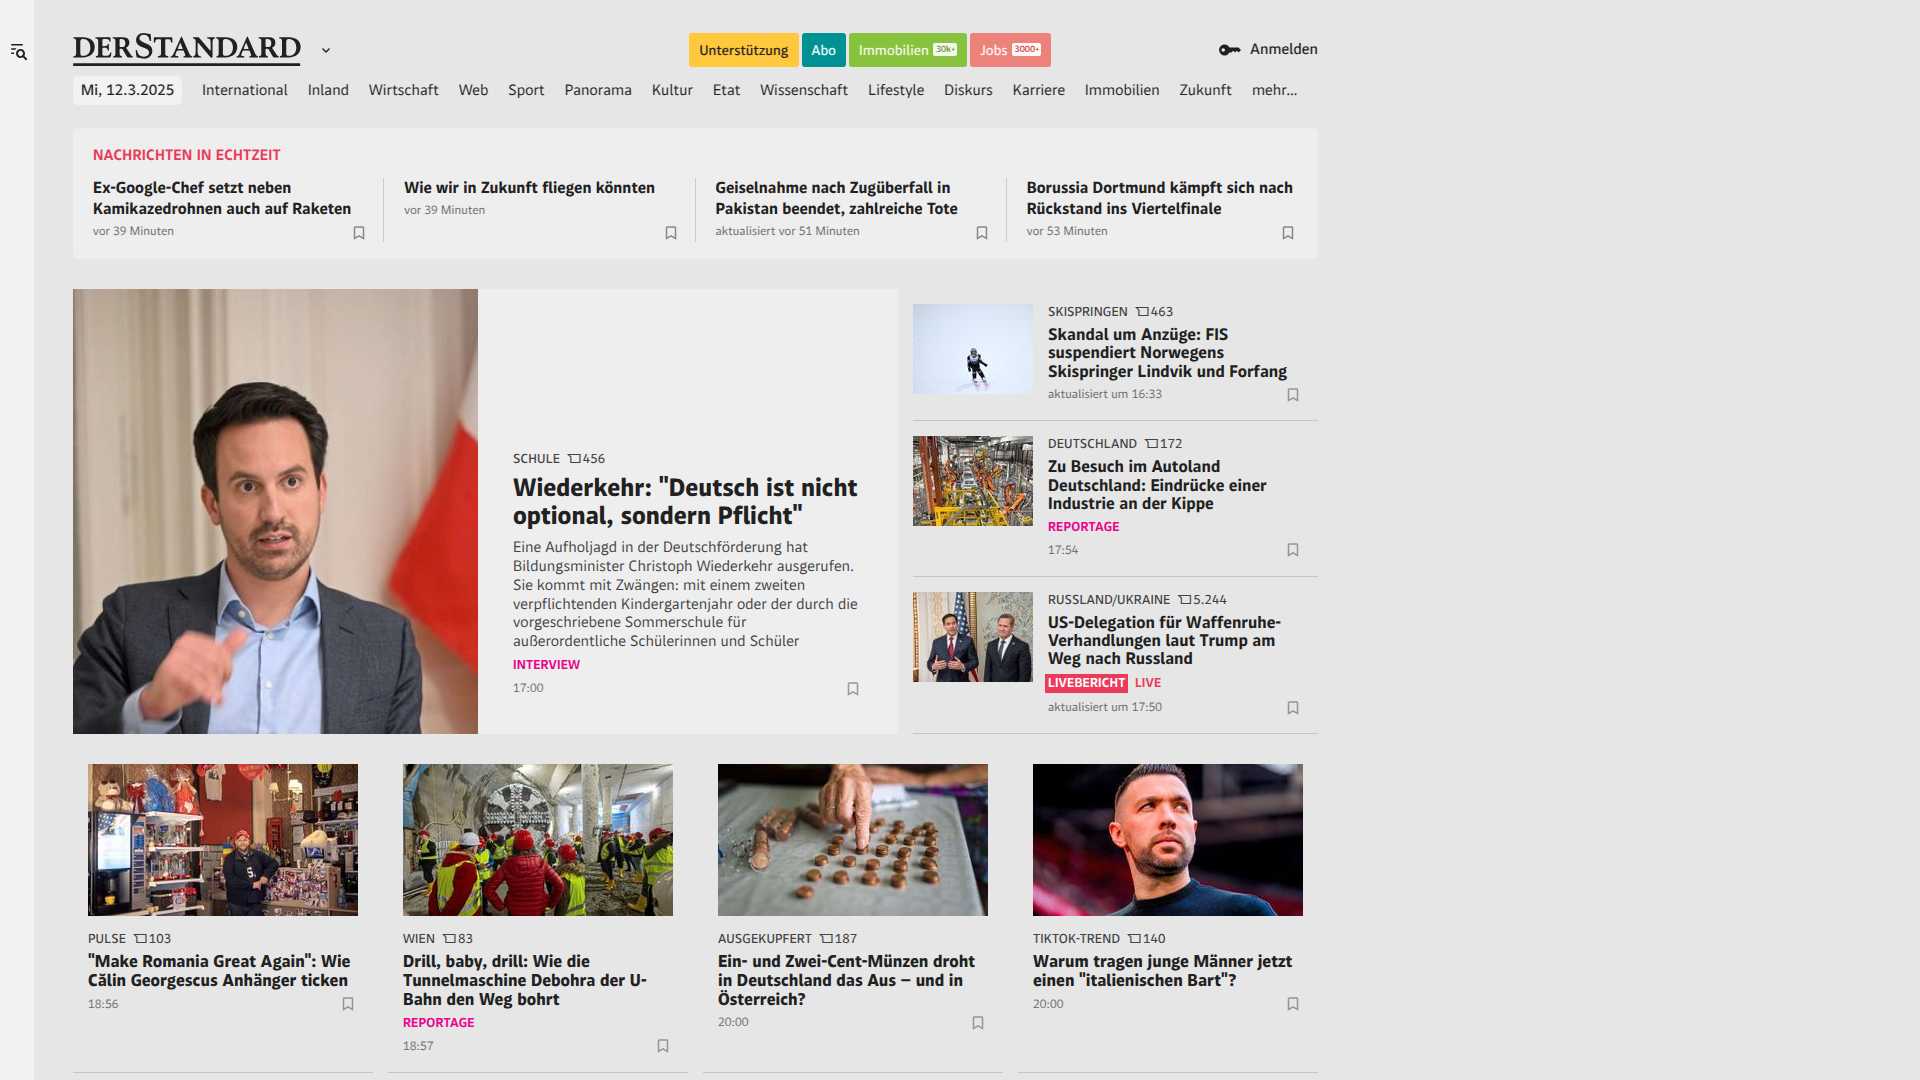 DERSTANDARD
Unterstützung
Abo
Immobilien 30k+
Jobs 3000+
Anmelden
Mi, 12.3.2025
International
Inland
Wirtschaft
Web
Sport
Panorama
Kultur
Etat
Wissenschaft
Lifestyle
Diskurs
Karriere
Immobilien
Zukunft
mehr...
NACHRICHTEN IN ECHTZEIT
Ex-Google-Chef setzt neben
Kamikazedrohnen auch auf Raketen
vor 39 Minuten
Wie wir in Zukunft fliegen könnten
vor 39 Minuten
Geiselnahme nach Zugüberfall in
Pakistan beendet, zahlreiche Tote
aktualisiert vor 51 Minuten
Borussia Dortmund kämpft sich nach
Rückstand ins Viertelfinale
vor 53 Minuten
SCHULE 456
Wiederkehr: "Deutsch ist nicht
optional, sondern Pflicht"
Eine Aufholjagd in der Deutschförderung hat
Bildungsminister Christoph Wiederkehr ausgerufen.
Sie kommt mit Zwängen: mit einem zweiten
verpflichtenden Kindergartenjahr oder der durch die
vorgeschriebene Sommerschule für
außerordentliche Schülerinnen und Schüler
INTERVIEW
17:00
SKISPRINGEN 463
Skandal um Anzüge: FIS
suspendiert Norwegens
Skispringer Lindvik und Forfang
aktualisiert um 16:33
DEUTSCHLAND 172
Zu Besuch im Autoland
Deutschland: Eindrücke einer
Industrie an der Kippe
REPORTAGE
17:54
RUSSLAND/UKRAINE 5.244
US-Delegation für Waffenruhe-
Verhandlungen laut Trump am
Weg nach Russland
LIVEBERICHT LIVE
aktualisiert um 17:50
PULSE 103
"Make Romania Great Again": Wie
Călin Georgescus Anhänger ticken
18:56
WIEN 83
Drill, baby, drill: Wie die
Tunnelmaschine Debohra der U-
Bahn den Weg bohrt
REPORTAGE
18:57
AUSGEKUPFERT 187
Ein- und Zwei-Cent-Münzen droht
in Deutschland das Aus – und in
Österreich?
20:00
TIKTOK-TREND 140
Warum tragen junge Männer jetzt
einen "italienischen Bart"?
20:00